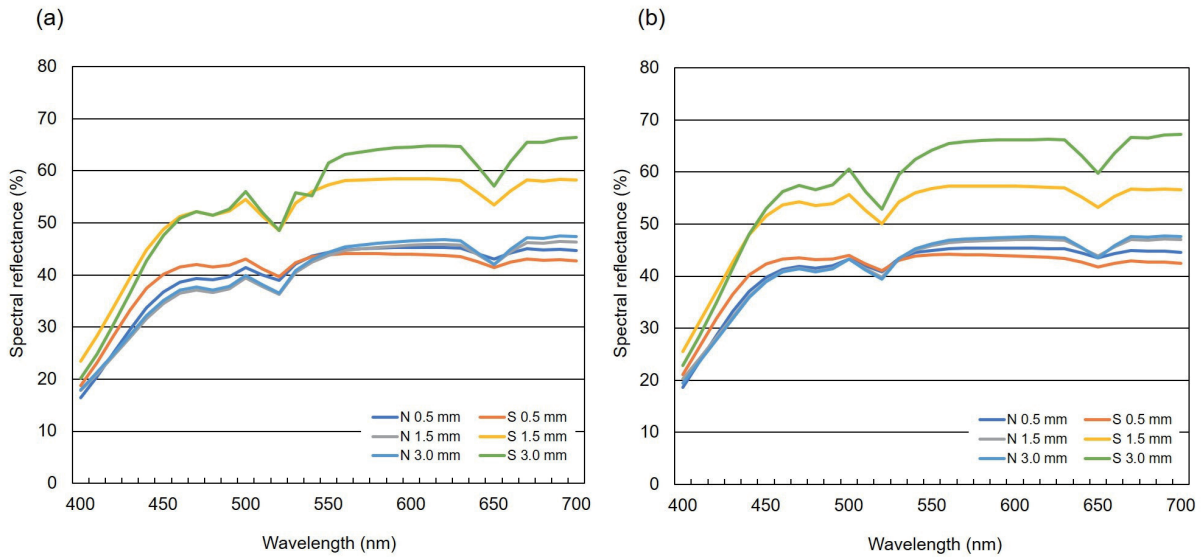 (a)
80
70
60
50
40
30
20
10
0
Spectral reflectance (%)
N 0.5 mm S 0.5 mm
N 1.5 mm S 1.5 mm
N 3.0 mm S 3.0 mm
400 450 500 550 600 650 700
Wavelength (nm)
(b)
80
70
60
50
40
30
20
10
0
Spectral reflectance (%)
N 0.5 mm S 0.5 mm
N 1.5 mm S 1.5 mm
N 3.0 mm S 3.0 mm
400 450 500 550 600 650 700
Wavelength (nm)